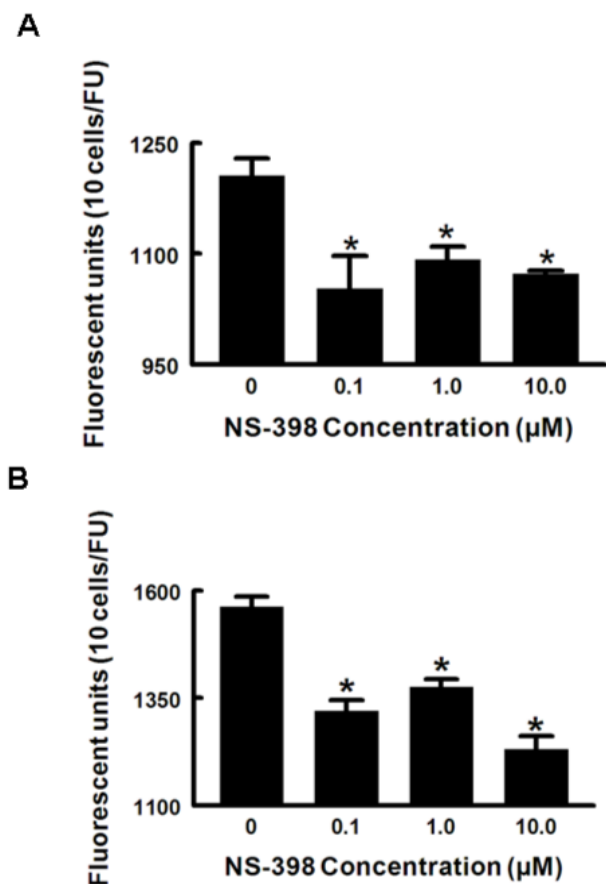 A
Fluorescent units (10 cells/FU)
1250
*
*
*
1100
950
0 0.1 1.0 10.0
NS-398 Concentration (µM)
B
Fluorescent units (10 cells/FU)
1600
*
*
1350
*
1100
0 0.1 1.0 10.0
NS-398 Concentration (µM)